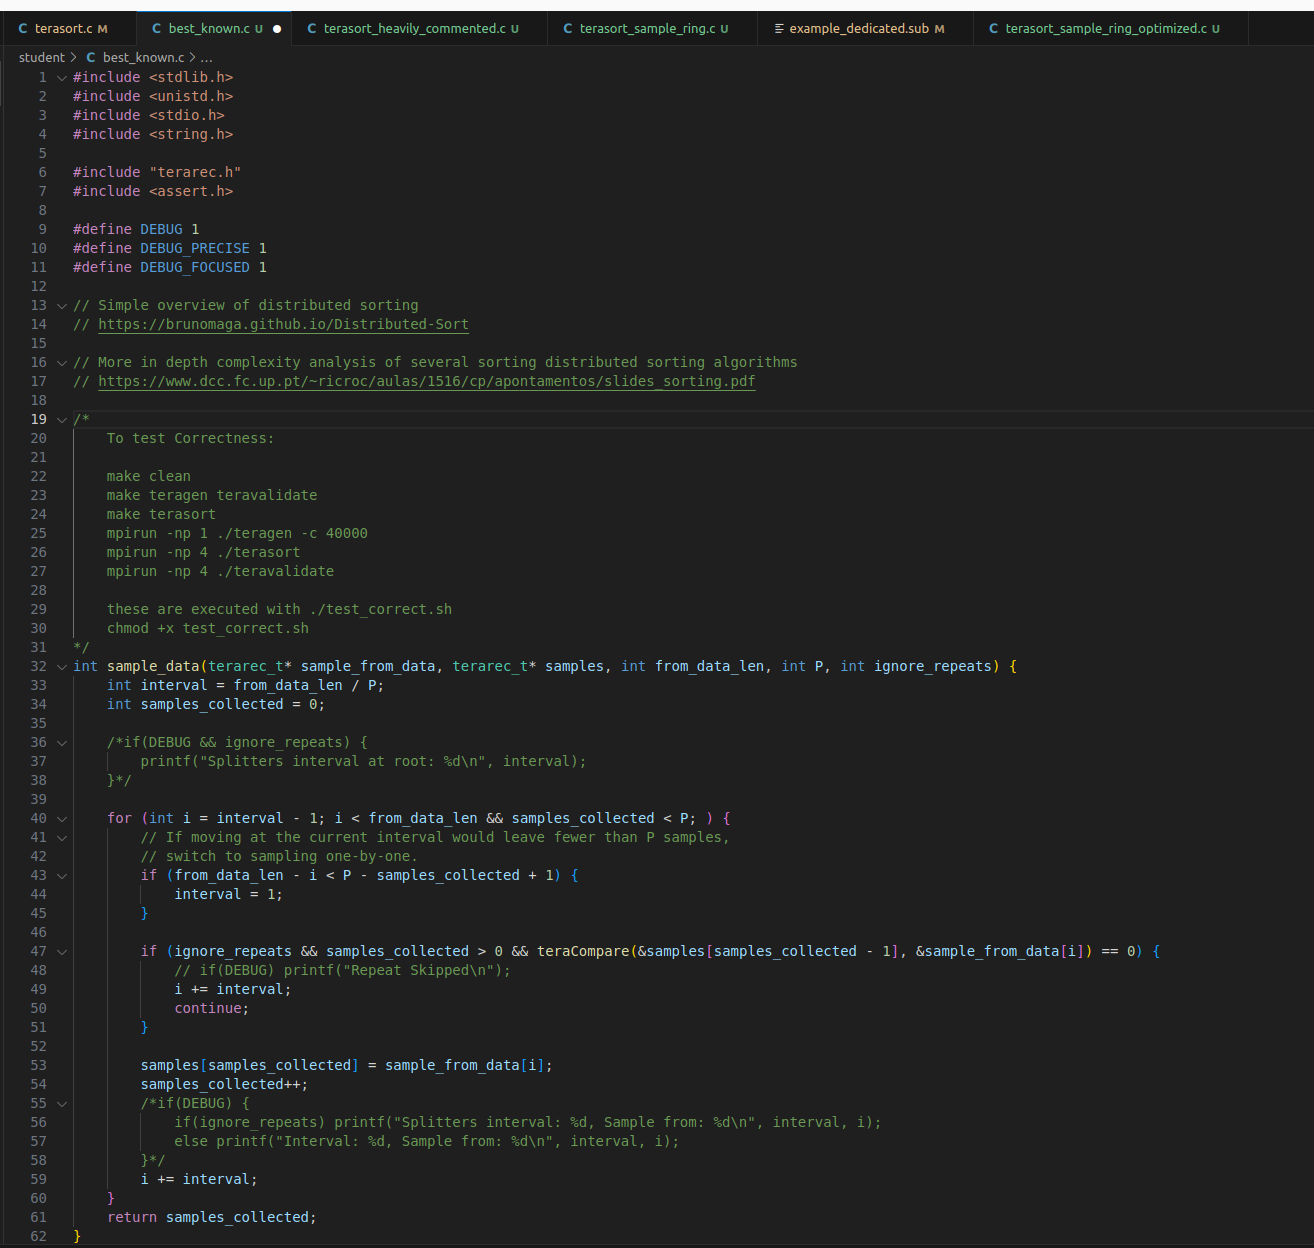 C terasort.c M C best_known.c U ● C terasort_heavily_commented.c U C terasort_sample_ring.c U example_dedicated.sub M C terasort_sample_ring_optimized.c U
student > C best_known.c > ...
1 #include <stdlib.h>
2 #include <unistd.h>
3 #include <stdio.h>
4 #include <string.h>
5
6 #include "terarec.h"
7 #include <assert.h>
8
9 #define DEBUG 1
10 #define DEBUG_PRECISE 1
11 #define DEBUG_FOCUSED 1
12
13 // Simple overview of distributed sorting
14 // https://brunomaga.github.io/Distributed-Sort
15
16 // More in depth complexity analysis of several sorting distributed sorting algorithms
17 // https://www.dcc.fc.up.pt/~ricroc/aulas/1516/cp/apontamentos/slides_sorting.pdf
18
19 /*
20     To test Correctness:
21
22     make clean
23     make teragen teravalidate
24     make terasort
25     mpirun -np 1 ./teragen -c 40000
26     mpirun -np 4 ./terasort
27     mpirun -np 4 ./teravalidate
28
29     these are executed with ./test_correct.sh
30     chmod +x test_correct.sh
31 */
32 int sample_data(terarec_t* sample_from_data, terarec_t* samples, int from_data_len, int P, int ignore_repeats) {
33     int interval = from_data_len / P;
34     int samples_collected = 0;
35
36     /*if(DEBUG && ignore_repeats) {
37         printf("Splitters interval at root: %d\n", interval);
38     }*/
39
40     for (int i = interval - 1; i < from_data_len && samples_collected < P; ) {
41         // If moving at the current interval would leave fewer than P samples,
42         // switch to sampling one-by-one.
43         if (from_data_len - i < P - samples_collected + 1) {
44             interval = 1;
45         }
46
47         if (ignore_repeats && samples_collected > 0 && teraCompare(&samples[samples_collected - 1], &sample_from_data[i]) == 0) {
48             // if(DEBUG) printf("Repeat Skipped\n");
49             i += interval;
50             continue;
51         }
52
53         samples[samples_collected] = sample_from_data[i];
54         samples_collected++;
55         /*if(DEBUG) {
56             if(ignore_repeats) printf("Splitters interval: %d, Sample from: %d\n", interval, i);
57             else printf("Interval: %d, Sample from: %d\n", interval, i);
58         }*/
59         i += interval;
60     }
61     return samples_collected;
62 }